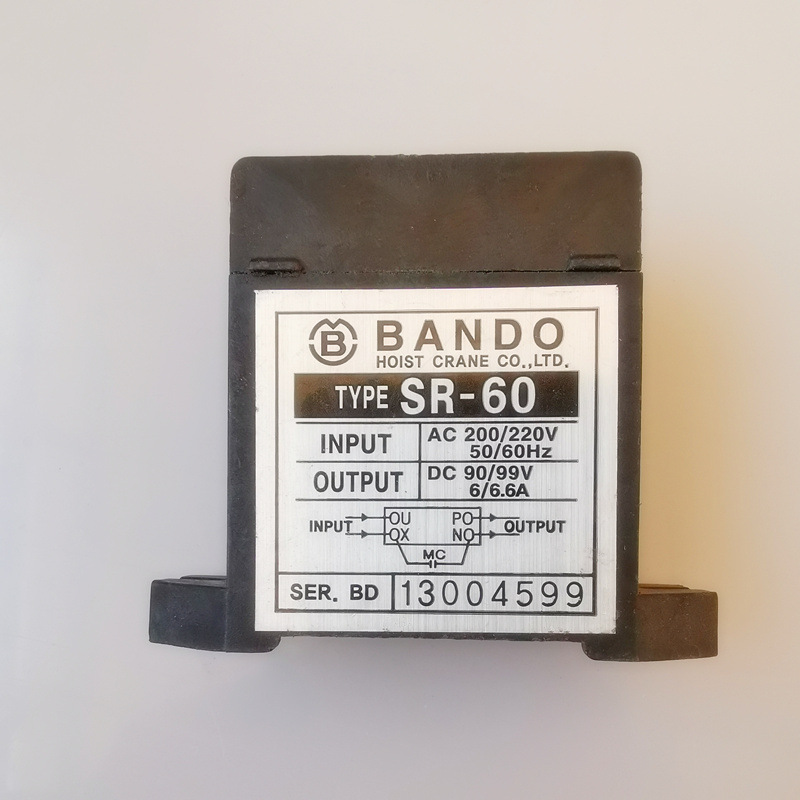 B BANDO
HOIST CRANE CO.,LTD.
TYPE SR-60
INPUT AC 200/220V
50/60Hz
OUTPUT DC 90/99V
6/6.6A
INPUT OU PO OUTPUT
OX NO
MC
SER. BD 13004599